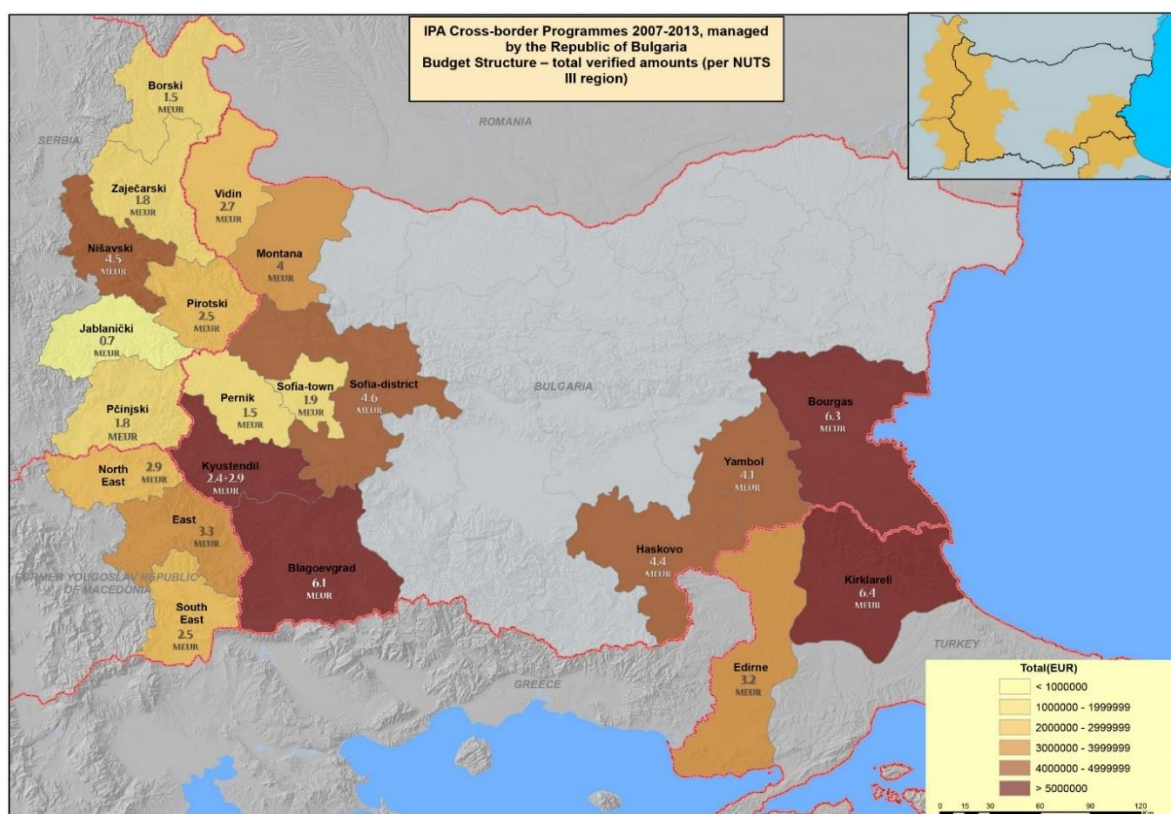 IPA Cross-border Programmes 2007-2013, managed
by the Republic of Bulgaria
Budget Structure – total verified amounts (per NUTS
III region)
ROMANIA
SERBIA
Borski
1.5
MEUR
Zaječarski
1.8
MEUR
Vidin
2.7
MEUR
Nišavski
4.5
MEUR
Montana
4
MEUR
Pirotski
2.5
MEUR
Jablanički
0.7
MEUR
Pernik
1.5
MEUR
Sofia-town
1.9
MEUR
Sofia-district
4.6
MEUR
BULGARIA
Bourgas
6.3
MEUR
Pčinjski
1.8
MEUR
Kyustendil
2.4+2.9
MEUR
Yambol
4.1
MEUR
North
East
2.9
MEUR
East
3.3
MEUR
Haskovo
4.4
MEUR
Blagoevgrad
6.1
MEUR
Kirklareli
6.4
MEUR
FORMER YOUGOSLAV REPUBLIC
OF MACEDONIA
South
East
2.5
MEUR
TURKEY
Edirne
3.2
MEUR
GREECE
Total(EUR)
< 1000000
1000000 - 1999999
2000000 - 2999999
3000000 - 3999999
4000000 - 4999999
> 5000000
0 15 30 60 90 120
Km